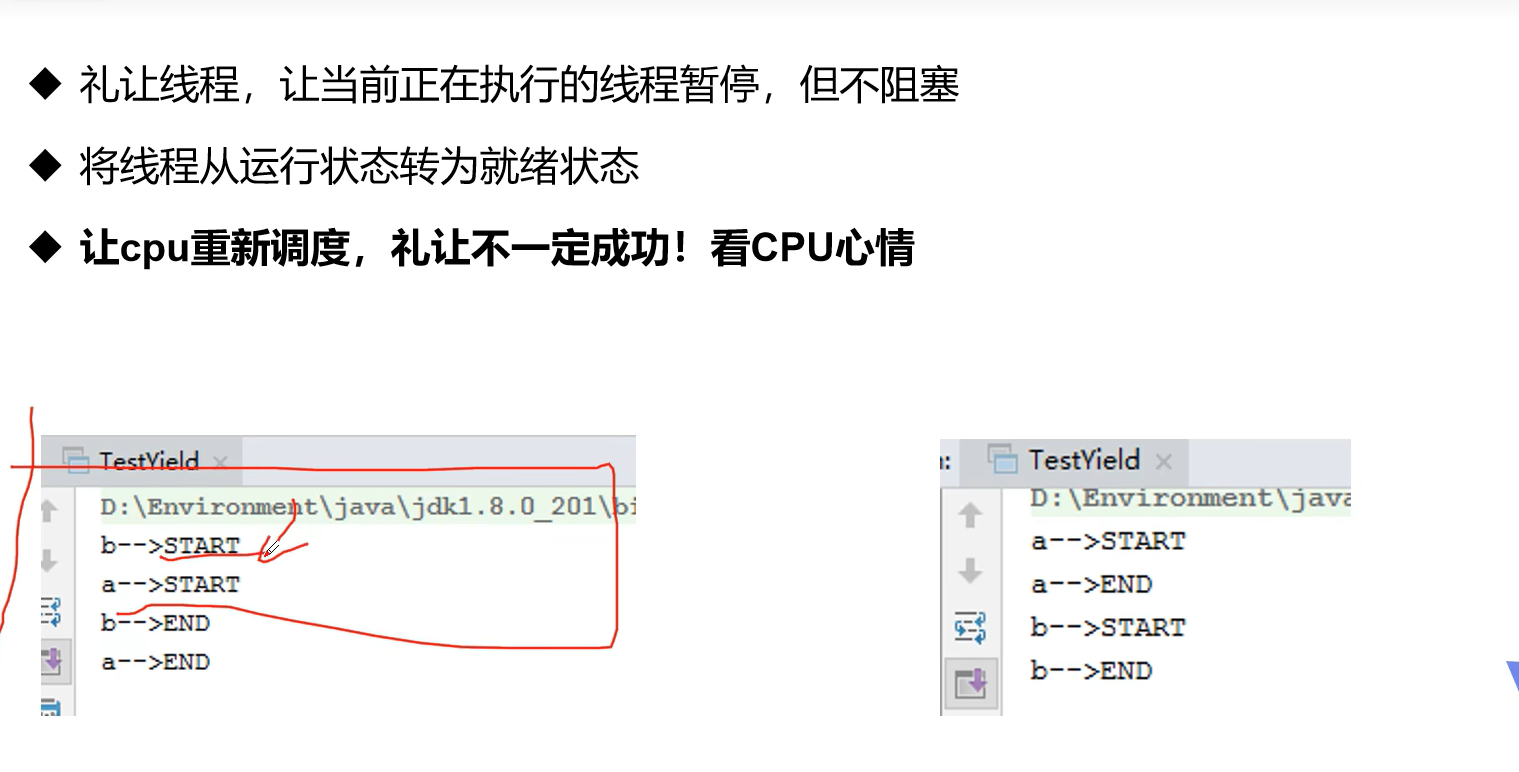 ◆ 礼让线程，让当前正在执行的线程暂停，但不阻塞
◆ 将线程从运行状态转为就绪状态
◆ 让cpu重新调度，礼让不一定成功！看CPU心情
TestYield ×
D:\Environment\java\jdk1.8.0_201\bi
b-->START
a-->START
b-->END
a-->END
TestYield ×
D:\Environment\java
a-->START
a-->END
b-->START
b-->END